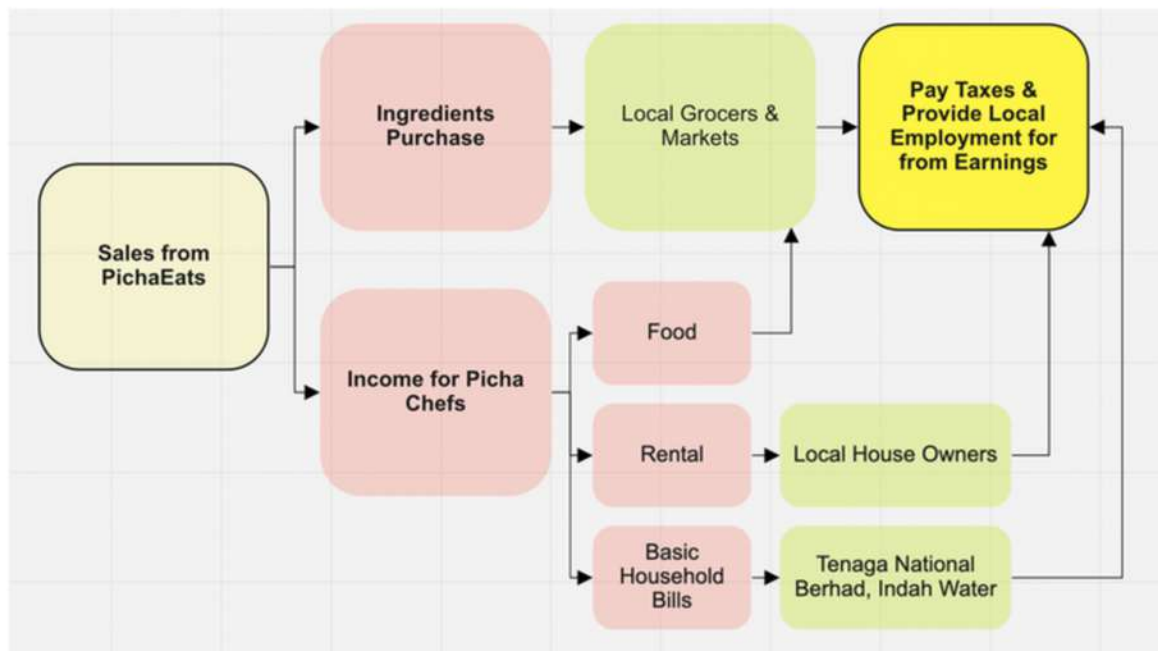 Sales from
PichaEats
Ingredients
Purchase
Local Grocers &
Markets
Pay Taxes &
Provide Local
Employment for
from Earnings
Income for Picha
Chefs
Food
Rental
Local House Owners
Basic
Household
Bills
Tenaga National
Berhad, Indah Water